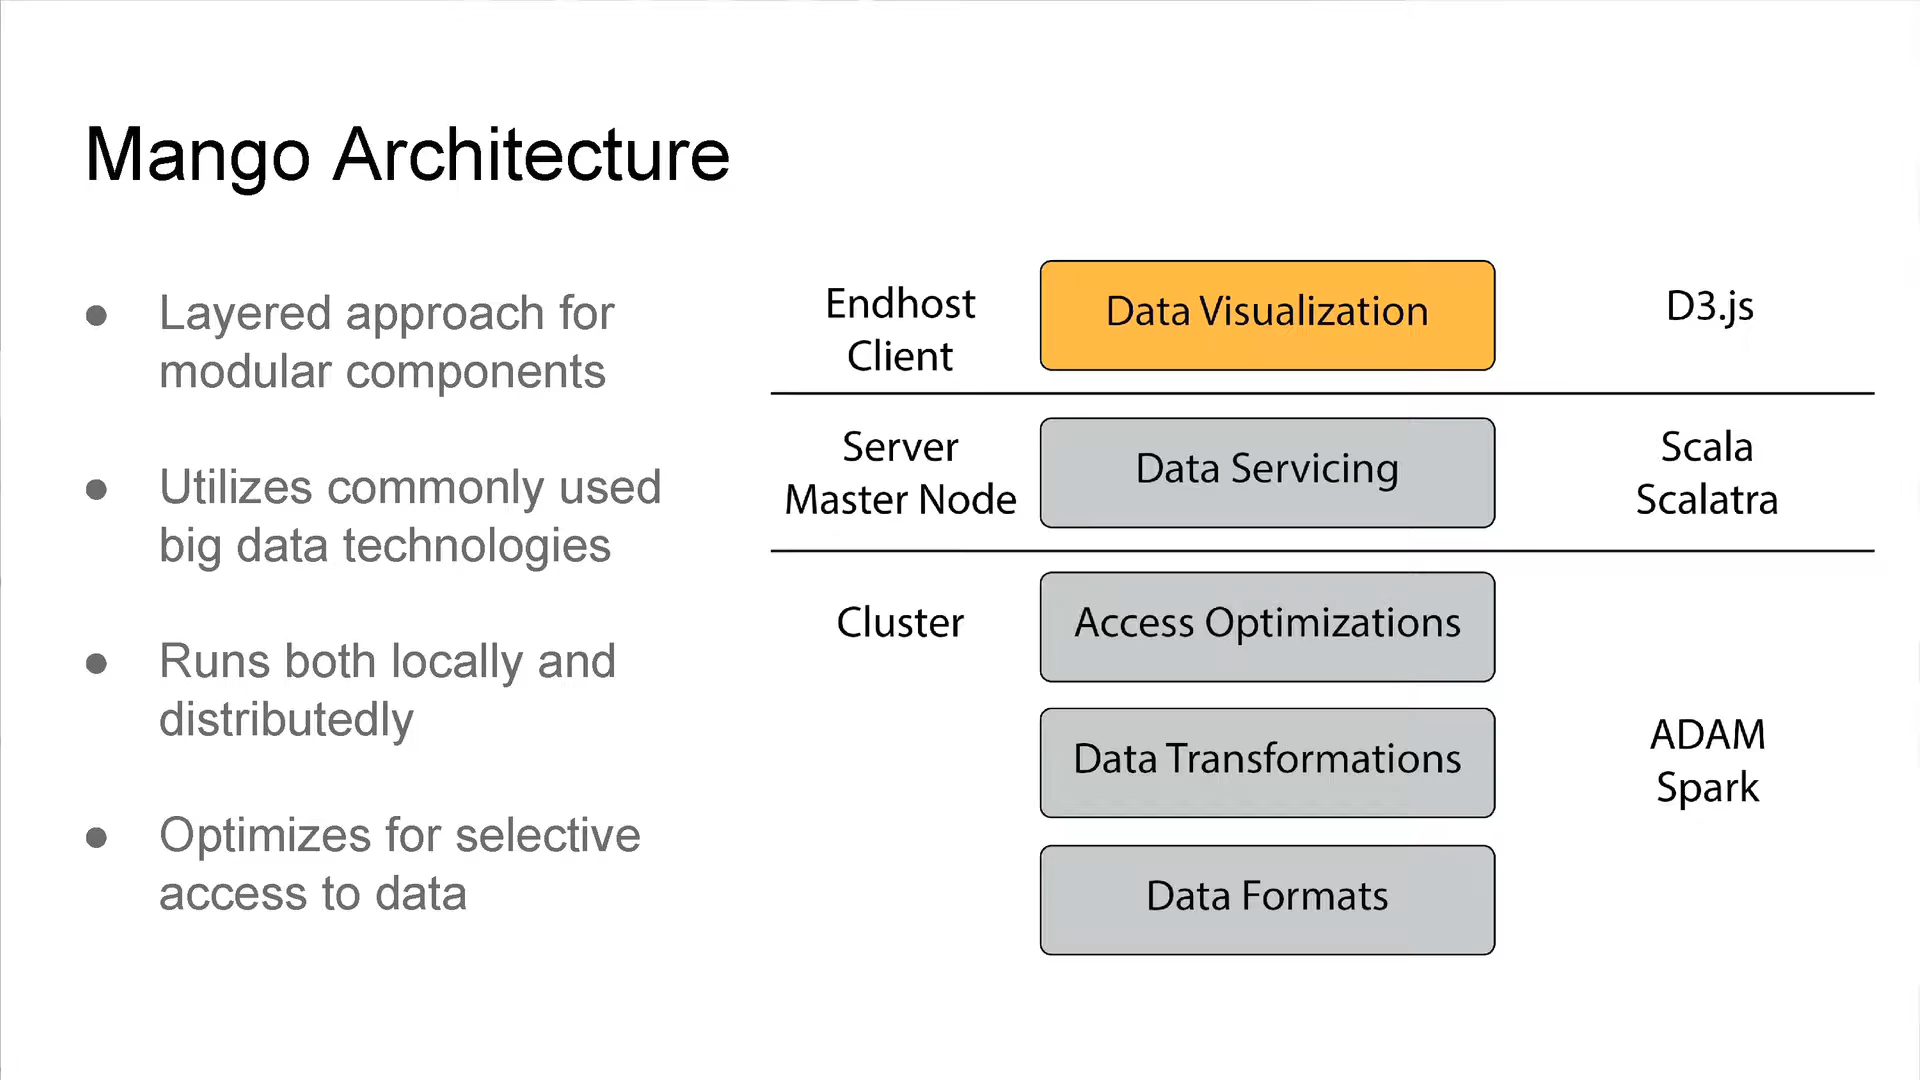 Mango Architecture
● Layered approach for
modular components
● Utilizes commonly used
big data technologies
● Runs both locally and
distributedly
● Optimizes for selective
access to data
Endhost
Client
Data Visualization
D3.js
Server
Master Node
Data Servicing
Scala
Scalatra
Cluster
Access Optimizations
Data Transformations
Data Formats
ADAM
Spark